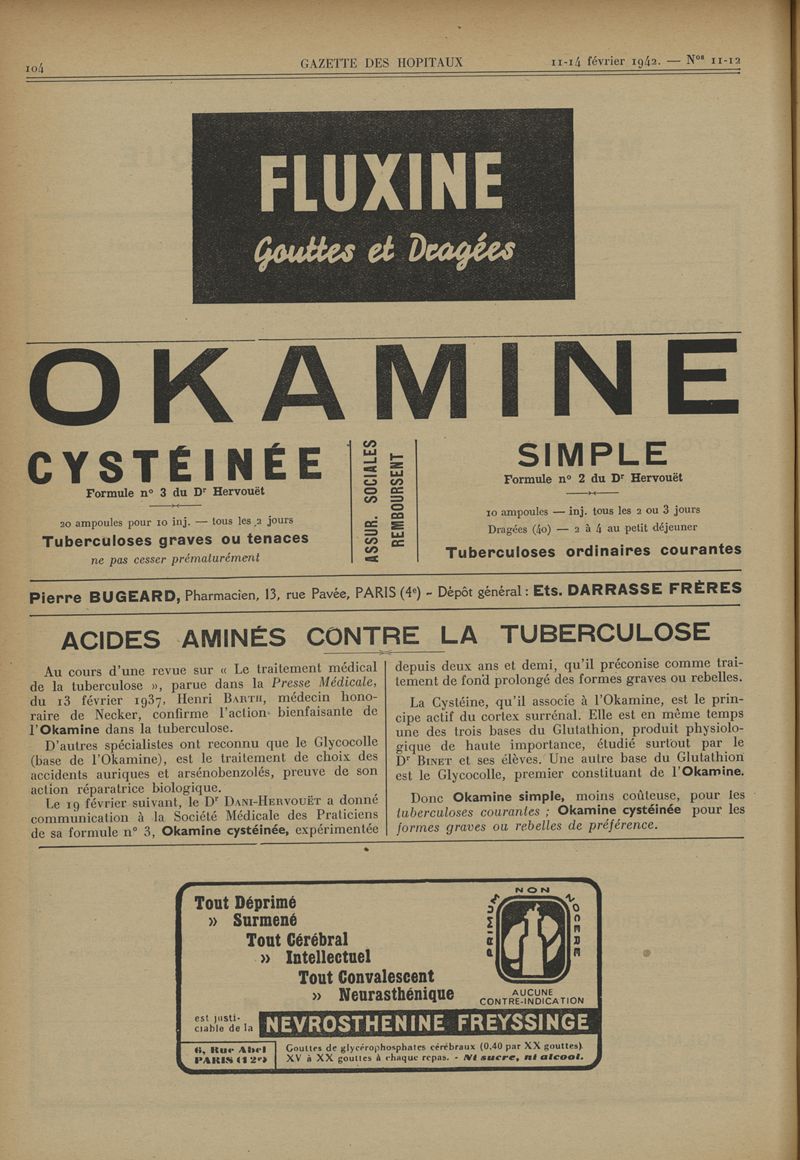 104
GAZETTE DES HOPITAUX
11-14 février 1942. — Nos 11-12
FLUXINE
Gouttes et Dragées
OKAMINE
CYSTÉINÉE
Formule n° 3 du Dr Hervouët
20 ampoules pour 10 inj. — tous les 2 jours
Tuberculoses graves ou tenaces
ne pas cesser prématurément
ASSUR. SOCIALES
REMBOURSENT
SIMPLE
Formule n° 2 du Dr Hervouët
10 ampoules — inj. tous les 2 ou 3 jours
Dragées (40) — 2 à 4 au petit déjeuner
Tuberculoses ordinaires courantes
Pierre BUGEARD, Pharmacien, 13, rue Pavée, PARIS (4e) - Dépôt général : Ets. DARRASSE FRÈRES
ACIDES AMINÉS CONTRE LA TUBERCULOSE
Au cours d'une revue sur « Le traitement médical
de la tuberculose », parue dans la Presse Médicale,
du 13 février 1937, Henri BARTH, médecin hono-
raire de Necker, confirme l'action bienfaisante de
l'Okamine dans la tuberculose.
D'autres spécialistes ont reconnu que le Glycocolle
(base de l'Okamine), est le traitement de choix des
accidents auriques et arsénobenzolés, preuve de son
action réparatrice biologique.
Le 19 février suivant, le Dr DANI-HERVOUËT a donné
communication à la Société Médicale des Praticiens
de sa formule n° 3, Okamine cystéinée, expérimentée
depuis deux ans et demi, qu'il préconise comme trai-
tement de fond prolongé des formes graves ou rebelles.
La Cystéine, qu'il associe à l'Okamine, est le prin-
cipe actif du cortex surrénal. Elle est en même temps
une des trois bases du Glutathion, produit physiolo-
gique de haute importance, étudié surtout par le
Dr BINET et ses élèves. Une autre base du Glutathion
est le Glycocolle, premier constituant de l'Okamine.
Donc Okamine simple, moins coûteuse, pour les
tuberculoses courantes ; Okamine cystéinée pour les
formes graves ou rebelles de préférence.
Tout Déprimé
» Surmené
Tout Cérébral
» Intellectuel
Tout Convalescent
» Neurasthénique
PRIMUM NON NOCERE
AUCUNE
CONTRE-INDICATION
est justi-
ciable de la
NEVROSTHENINE FREYSSINGE
6, Rue Abel
PARIS (12e)
Gouttes de glycérophosphates cérébraux (0,40 par XX gouttes).
XV à XX gouttes à chaque repas. - Ni sucre, ni alcool.